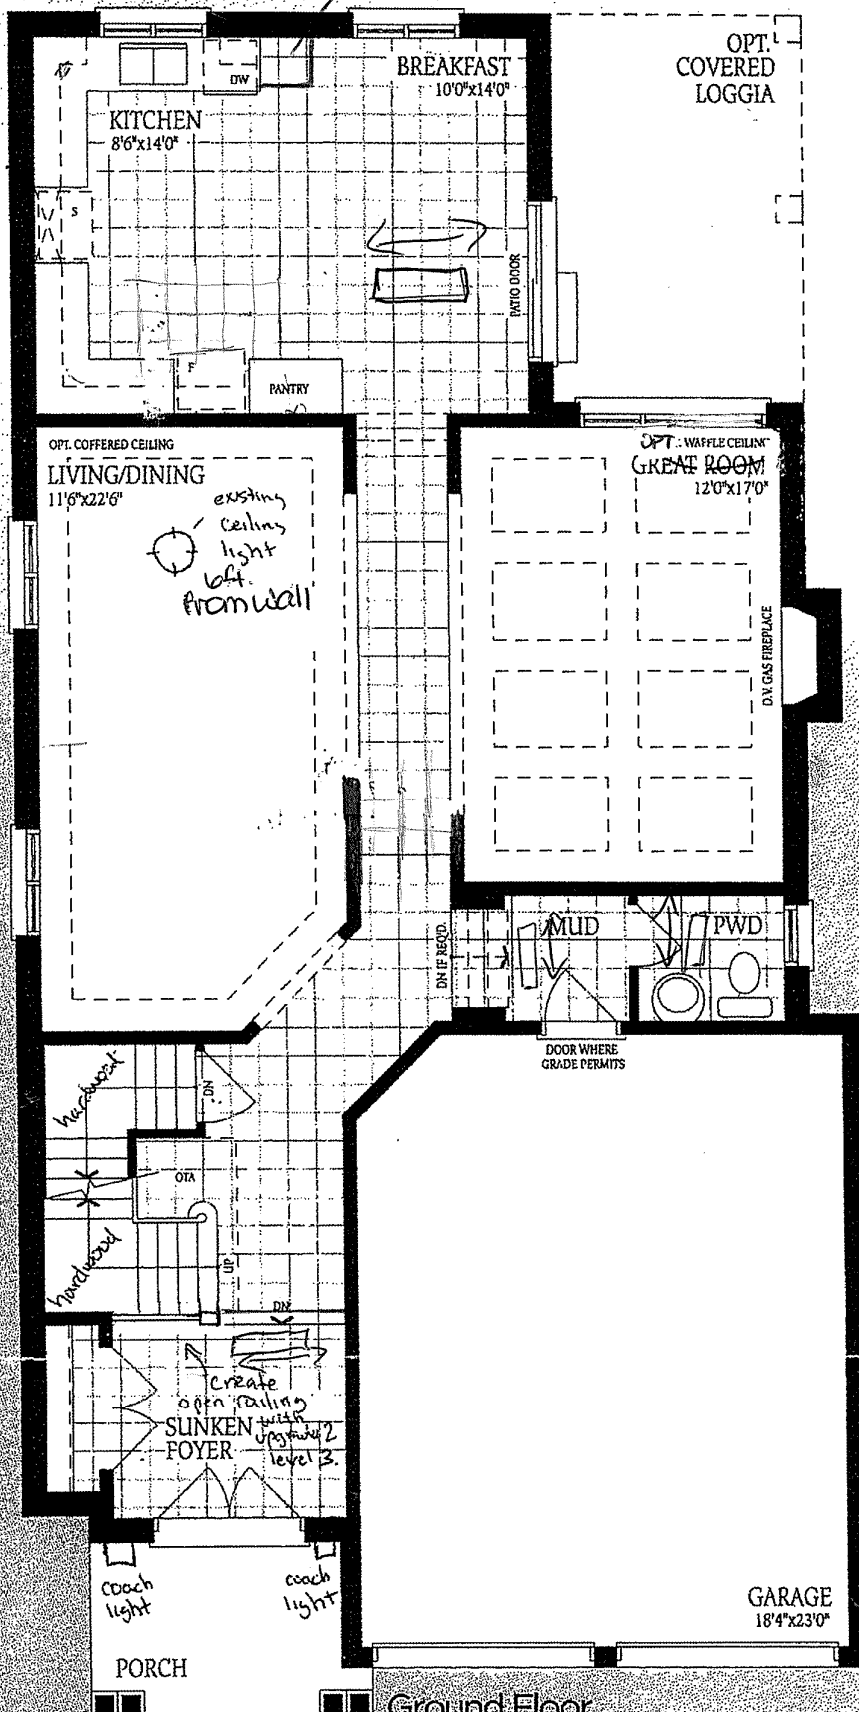 OPT.
COVERED
LOGGIA
BREAKFAST
10'0"x14'0"
DW
KITCHEN
8'6"x14'0"
S
PATIO DOOR
F
PANTRY
OPT. COFFERED CEILING
LIVING/DINING
11'6"x22'6"
existing
ceiling
light
6ft.
from wall
OPT. WAFFLE CEILING
GREAT ROOM
12'0"x17'0"
D.V. GAS FIREPLACE
DN IF REQ'D.
MUD
PWD
DOOR WHERE
GRADE PERMITS
hardwood
DN
OTA
hardwood
UP
DN
create
open railing
with
level 3.
SUNKEN
FOYER
coach
light
coach
light
GARAGE
18'4"x23'0"
PORCH
Ground Floor